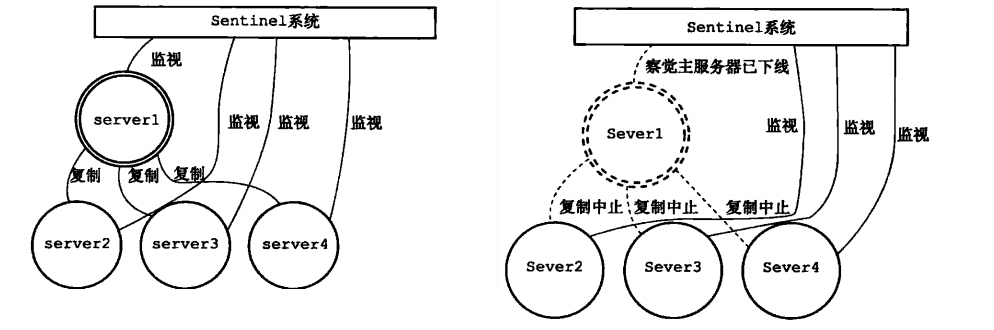 Sentinel系统
监视
server1
监视
监视
监视
复制
复制
复制
server2
server3
server4
Sentinel系统
察觉主服务器已下线
Sever1
监视
监视
监视
复制中止
复制中止
复制中止
Sever2
Sever3
Sever4